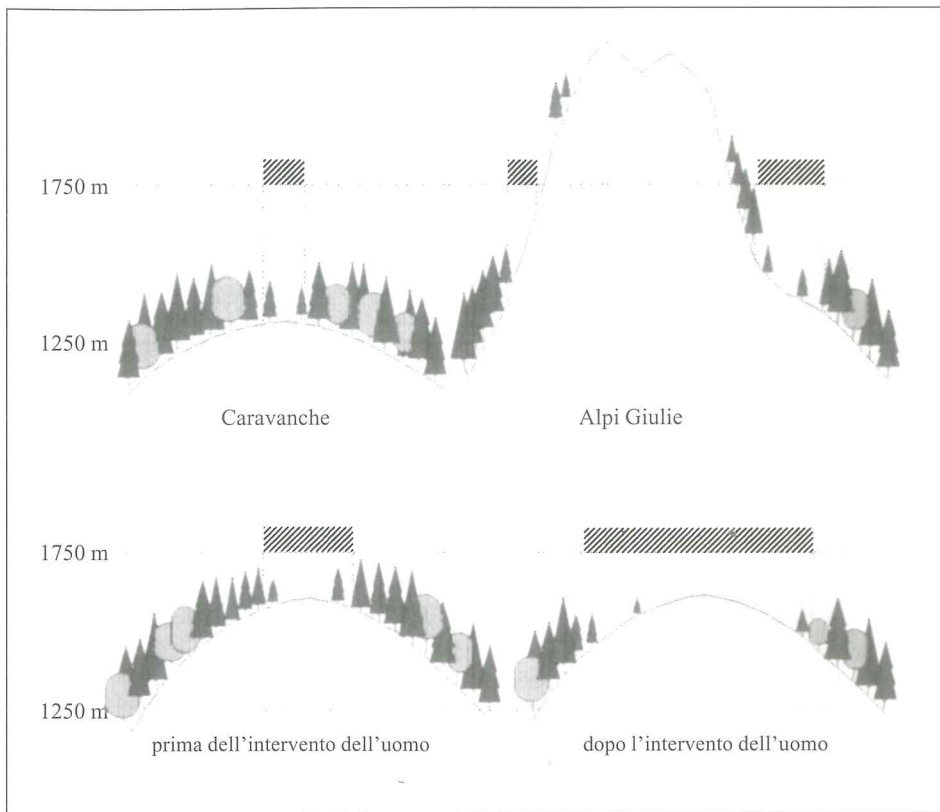 1750 m
1250 m
Caravanche
Alpi Giulie
1750 m
1250 m
prima dell'intervento dell'uomo
dopo l'intervento dell'uomo